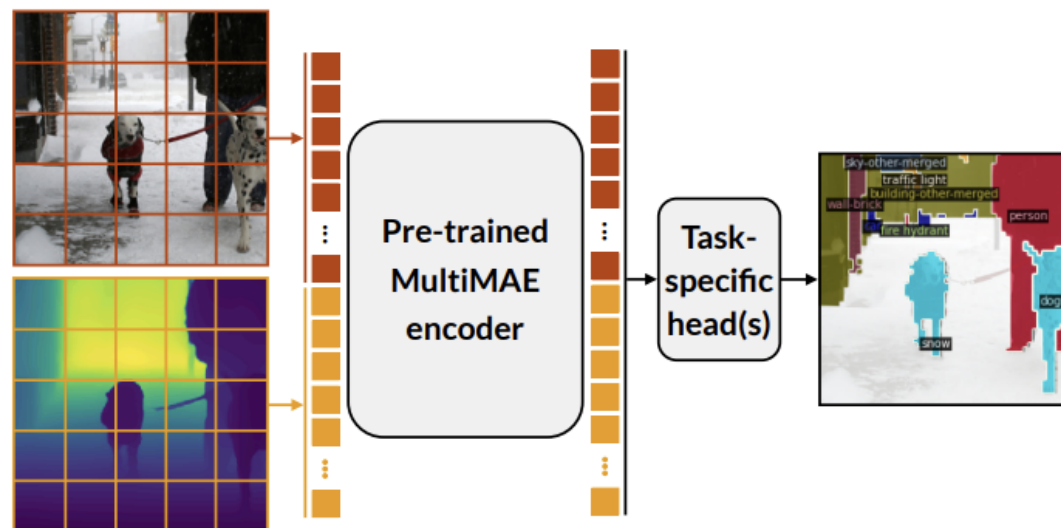 Pre-trained
MultiMAE
encoder
Task-
specific
head(s)
sky-other-merged
traffic light
building-other-merged
wall-brick
person
fire hydrant
dog
snow